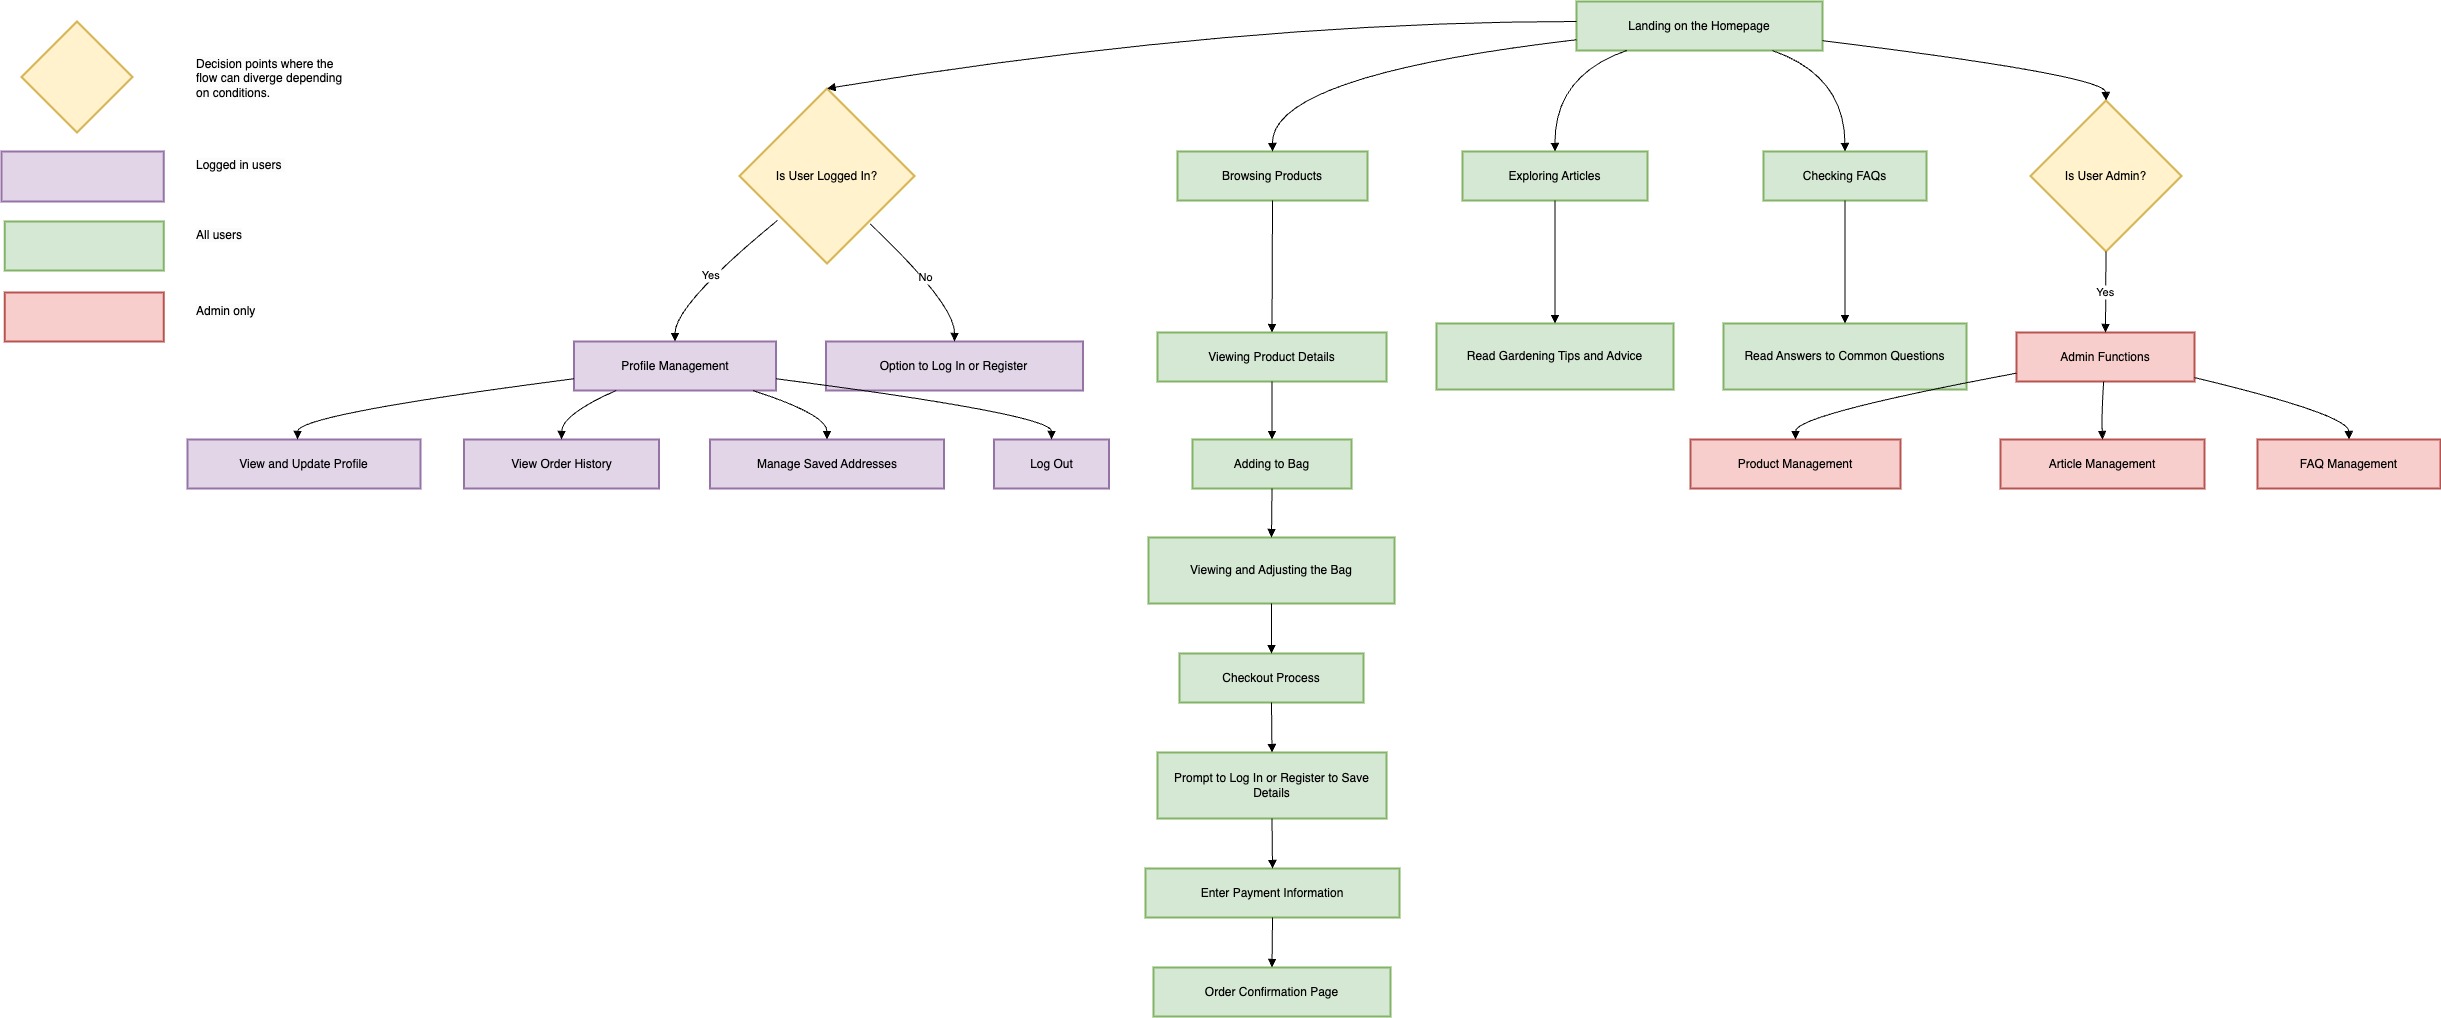 Landing on the Homepage
Decision points where the
flow can diverge depending
on conditions.
Logged in users
All users
Admin only
Is User Logged In?
Browsing Products
Exploring Articles
Checking FAQs
Is User Admin?
Yes
No
Yes
Profile Management
Option to Log In or Register
Viewing Product Details
Read Gardening Tips and Advice
Read Answers to Common Questions
Admin Functions
View and Update Profile
View Order History
Manage Saved Addresses
Log Out
Adding to Bag
Product Management
Article Management
FAQ Management
Viewing and Adjusting the Bag
Checkout Process
Prompt to Log In or Register to Save
Details
Enter Payment Information
Order Confirmation Page